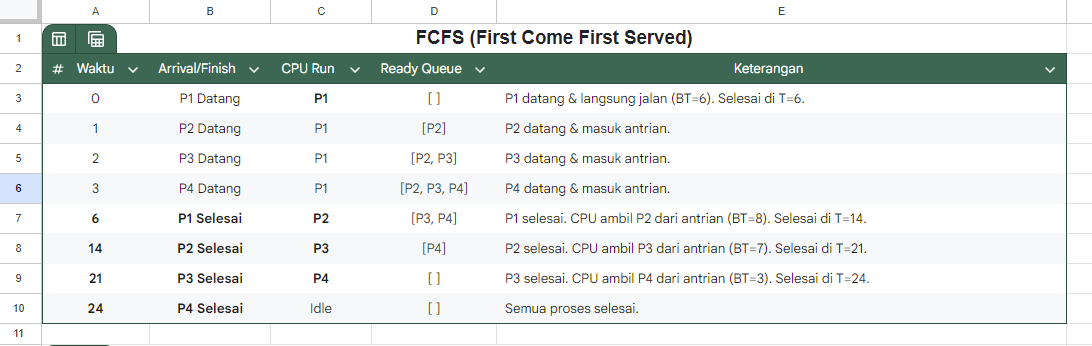 A B C D E
1 FCFS (First Come First Served)
2 # Waktu Arrival/Finish CPU Run Ready Queue Keterangan
3 0 P1 Datang P1 [ ] P1 datang & langsung jalan (BT=6). Selesai di T=6.
4 1 P2 Datang P1 [P2] P2 datang & masuk antrian.
5 2 P3 Datang P1 [P2, P3] P3 datang & masuk antrian.
6 3 P4 Datang P1 [P2, P3, P4] P4 datang & masuk antrian.
7 6 P1 Selesai P2 [P3, P4] P1 selesai. CPU ambil P2 dari antrian (BT=8). Selesai di T=14.
8 14 P2 Selesai P3 [P4] P2 selesai. CPU ambil P3 dari antrian (BT=7). Selesai di T=21.
9 21 P3 Selesai P4 [ ] P3 selesai. CPU ambil P4 dari antrian (BT=3). Selesai di T=24.
10 24 P4 Selesai Idle [ ] Semua proses selesai.
11